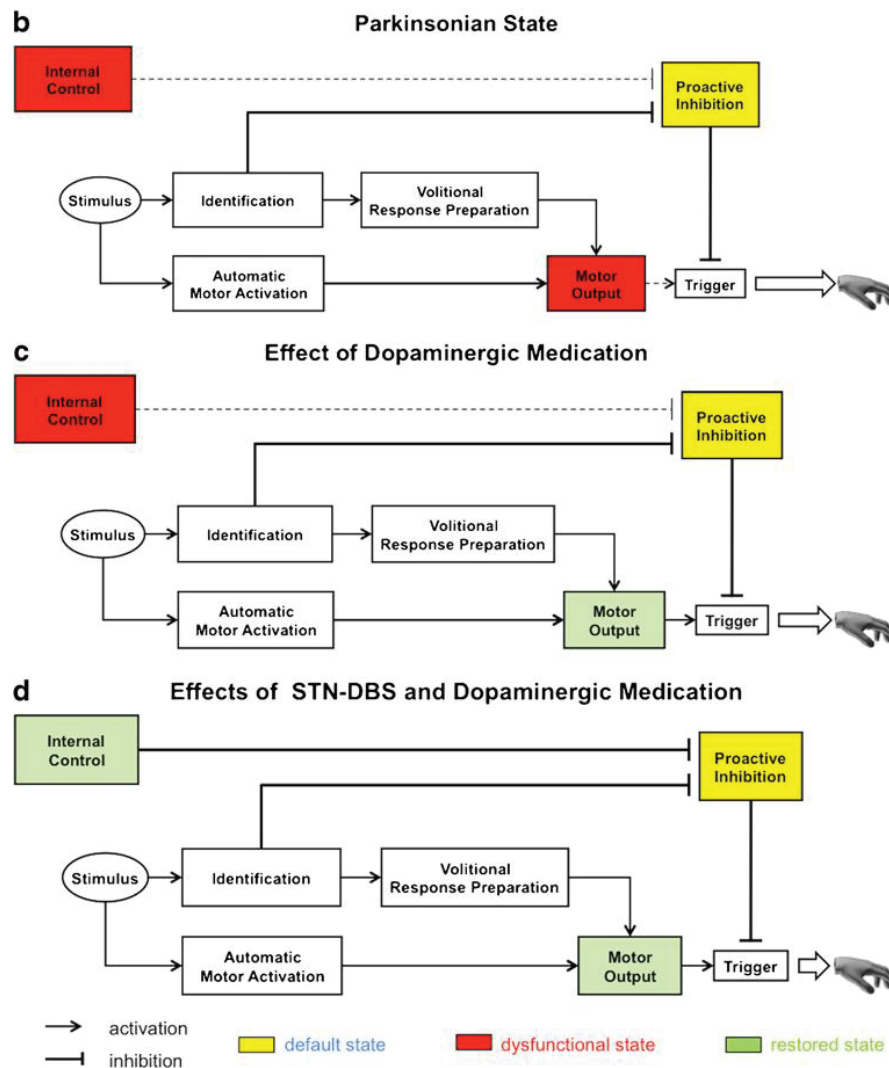 b
Parkinsonian State
Internal
Control
Proactive
Inhibition
Stimulus
Identification
Volitional
Response Preparation
Automatic
Motor Activation
Motor
Output
Trigger
c
Effect of Dopaminergic Medication
Internal
Control
Proactive
Inhibition
Stimulus
Identification
Volitional
Response Preparation
Automatic
Motor Activation
Motor
Output
Trigger
d
Effects of STN-DBS and Dopaminergic Medication
Internal
Control
Proactive
Inhibition
Stimulus
Identification
Volitional
Response Preparation
Automatic
Motor Activation
Motor
Output
Trigger
activation
inhibition
default state
dysfunctional state
restored state